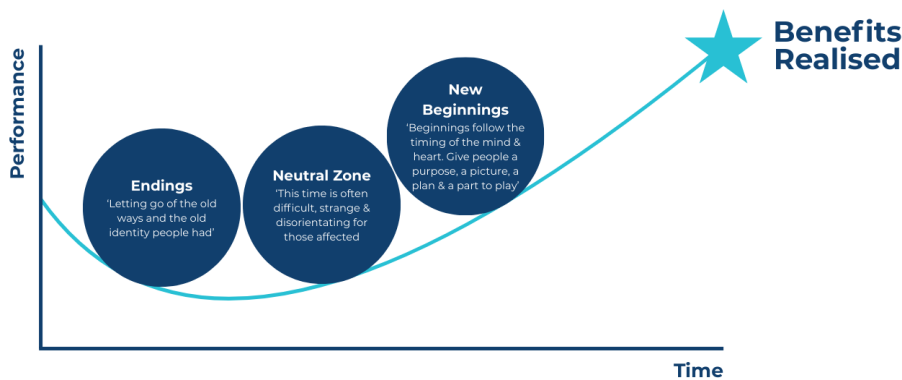 Benefits
Realised
Performance
New
Beginnings
‘Beginnings follow the
timing of the mind &
heart. Give people a
purpose, a picture, a
plan & a part to play’
Neutral Zone
‘This time is often
difficult, strange &
disorientating for
those affected
Endings
‘Letting go of the old
ways and the old
identity people had’
Time